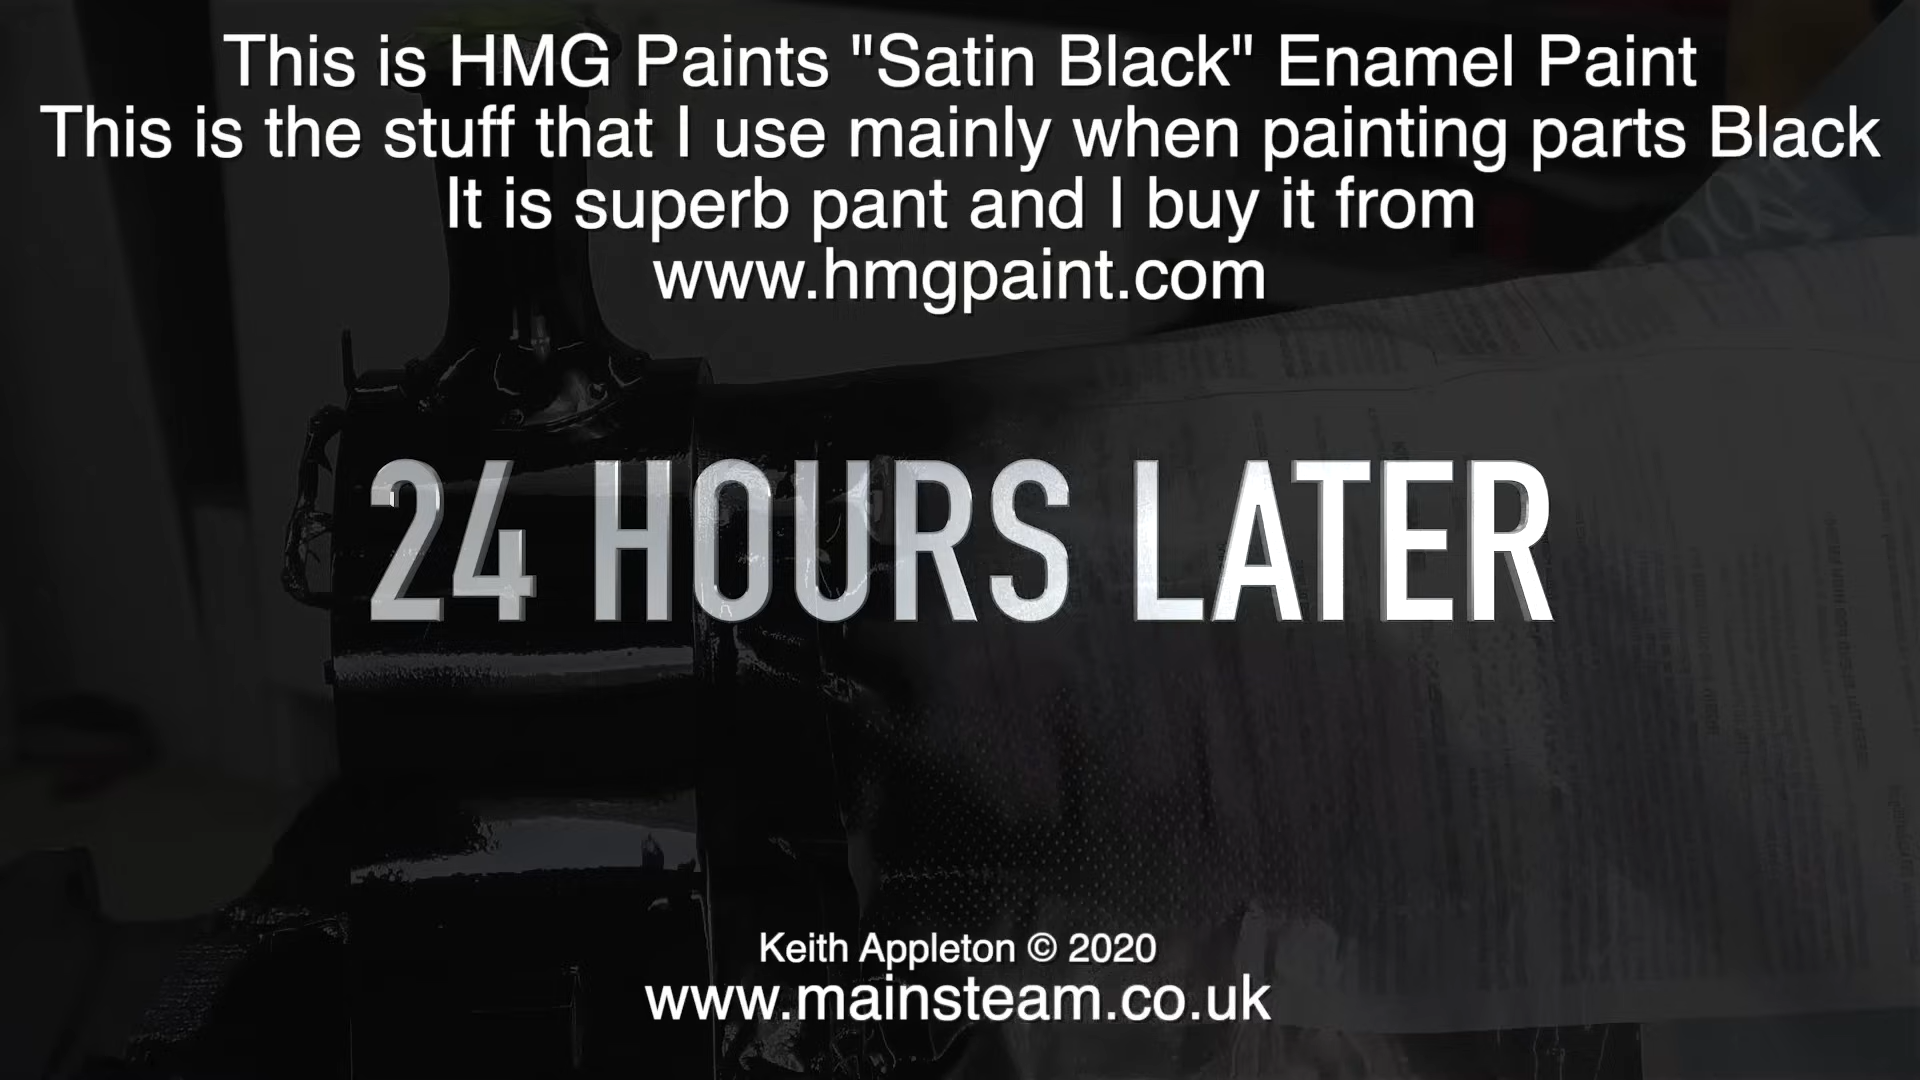 This is HMG Paints "Satin Black" Enamel Paint
This is the stuff that I use mainly when painting parts Black
It is superb pant and I buy it from
www.hmgpaint.com
24 HOURS LATER
Keith Appleton © 2020
www.mainsteam.co.uk